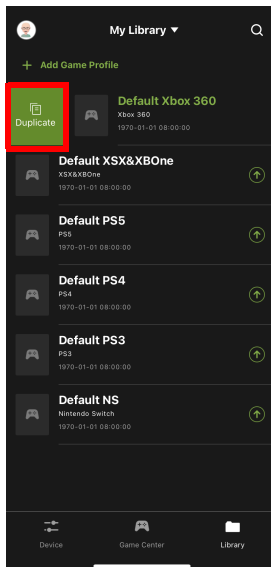 My Library ▼
+ Add Game Profile
Duplicate
Default Xbox 360
Xbox 360
1970-01-01 08:00:00
Default XSX&XBOne
XSX&XBOne
1970-01-01 08:00:00
Default PS5
PS5
1970-01-01 08:00:00
Default PS4
PS4
1970-01-01 08:00:00
Default PS3
PS3
1970-01-01 08:00:00
Default NS
Nintendo Switch
1970-01-01 08:00:00
Device
Game Center
Library